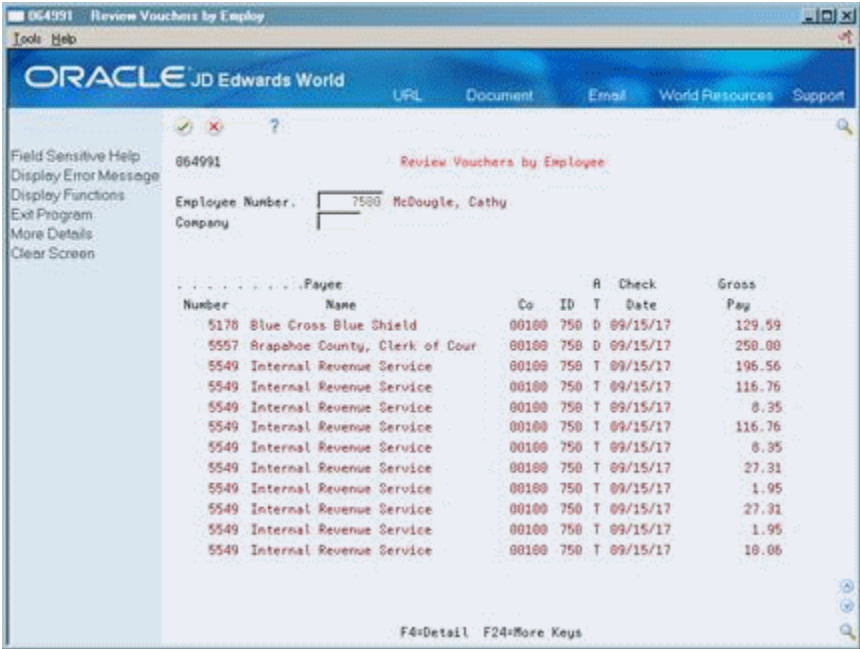 064991 Review Vouchers by Employ
Tools Help
ORACLE JD Edwards World
URL Document Email World Resources Support
?
Field Sensitive Help
Display Error Message
Display Functions
Exit Program
More Details
Clear Screen
064991 Review Vouchers by Employee
Employee Number. 7500 McDougle, Cathy
Company
. . . . . . . . . .Payee A Check Gross
Number Name Co ID T Date Pay
5178 Blue Cross Blue Shield 00100 750 D 09/15/17 129.59
5557 Arapahoe County, Clerk of Cour 00100 750 D 09/15/17 250.00
5549 Internal Revenue Service 00100 750 T 09/15/17 196.56
5549 Internal Revenue Service 00100 750 T 09/15/17 116.76
5549 Internal Revenue Service 00100 750 T 09/15/17 8.35
5549 Internal Revenue Service 00100 750 T 09/15/17 116.76
5549 Internal Revenue Service 00100 750 T 09/15/17 8.35
5549 Internal Revenue Service 00100 750 T 09/15/17 27.31
5549 Internal Revenue Service 00100 750 T 09/15/17 1.95
5549 Internal Revenue Service 00100 750 T 09/15/17 27.31
5549 Internal Revenue Service 00100 750 T 09/15/17 1.95
5549 Internal Revenue Service 00100 750 T 09/15/17 10.06
F4=Detail F24=More Keys